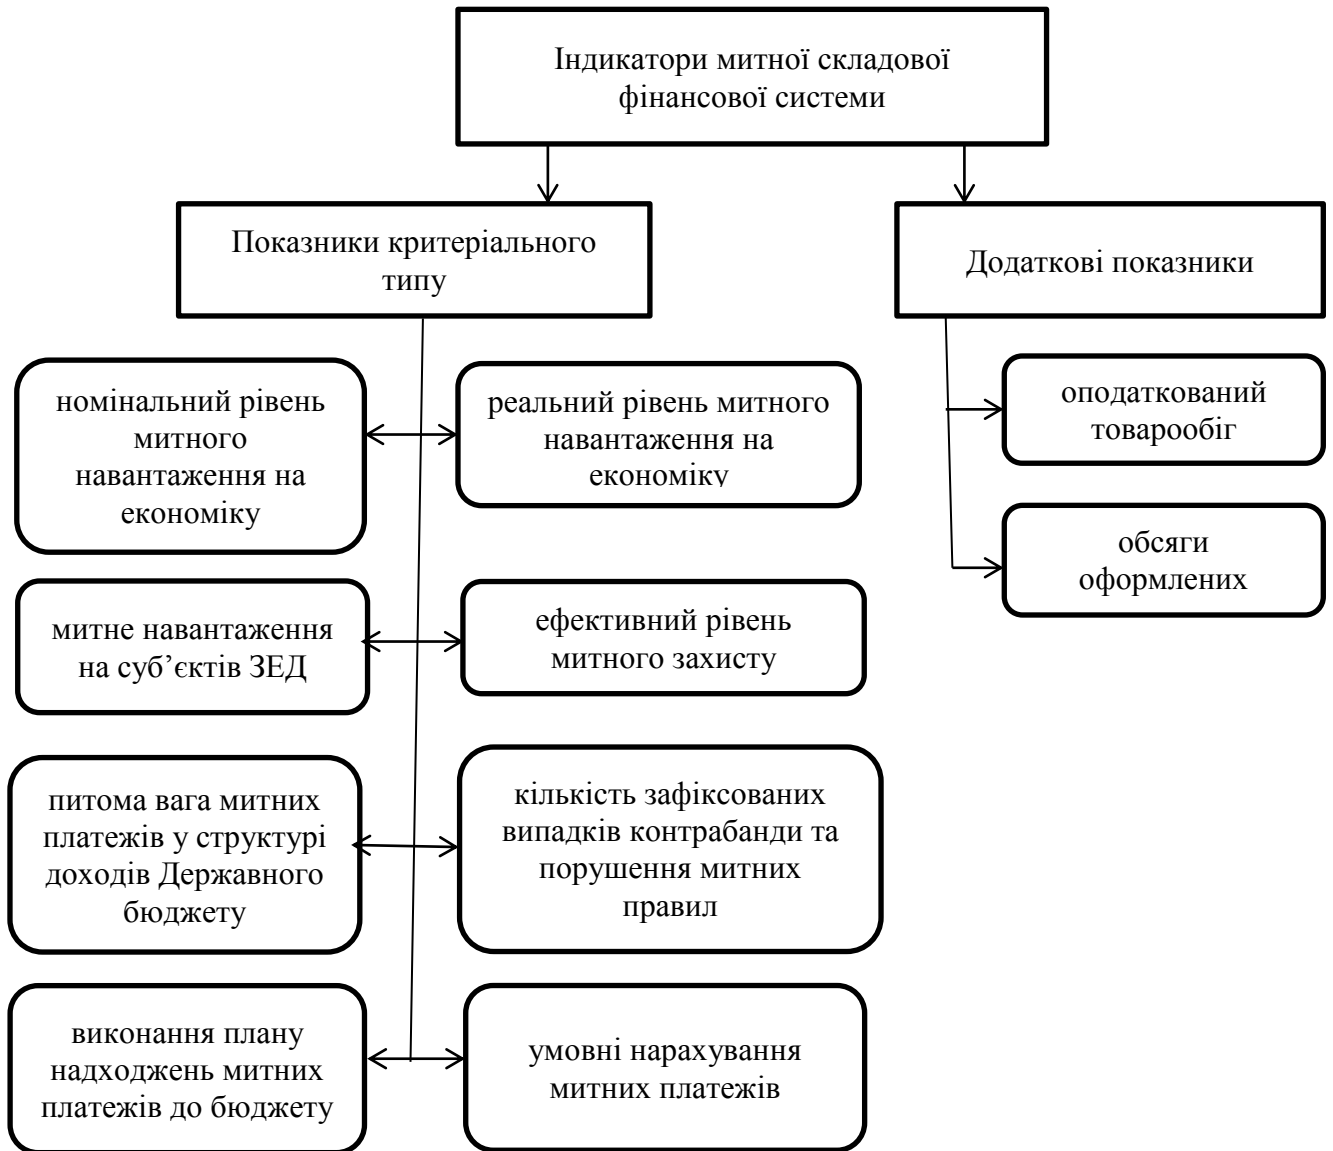 Індикатори митної складової
фінансової системи
Показники критеріального
типу
Додаткові показники
номінальний рівень
митного
навантаження на
економіку
реальний рівень митного
навантаження на
економіку
оподаткований
товарообіг
обсяги
оформлених
митне навантаження
на суб’єктів ЗЕД
ефективний рівень
митного захисту
питома вага митних
платежів у структурі
доходів Державного
бюджету
кількість зафіксованих
випадків контрабанди та
порушення митних
правил
виконання плану
надходжень митних
платежів до бюджету
умовні нарахування
митних платежів